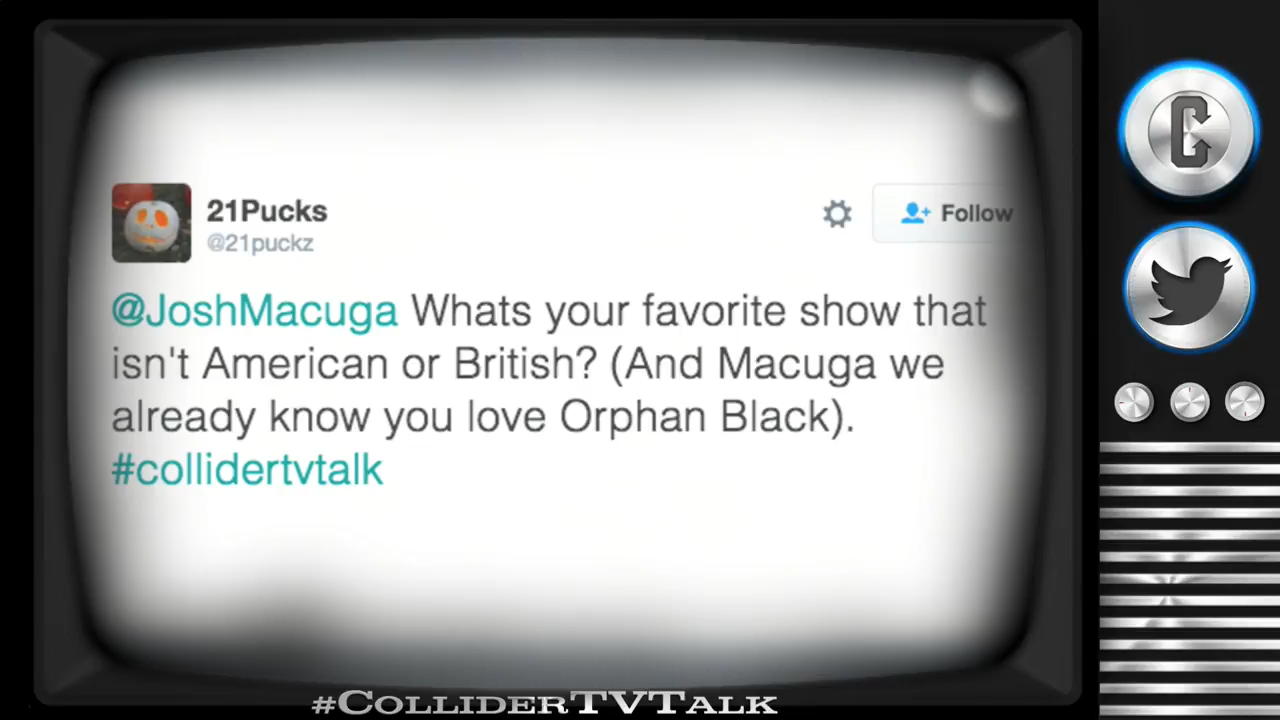 21Pucks
@21puckz
Follow
@JoshMacuga Whats your favorite show that
isn't American or British? (And Macuga we
already know you love Orphan Black).
#collidertvtalk
#ColliderTVTalk